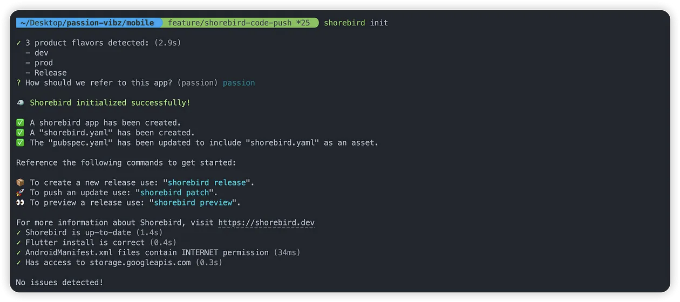 ~/Desktop/passion-vibz/mobile feature/shorebird-code-push *25 shorebird init
✓ 3 product flavors detected: (2.9s)
- dev
- prod
- Release
? How should we refer to this app? (passion) passion
🧢 Shorebird initialized successfully!
✅ A shorebird app has been created.
✅ A "shorebird.yaml" has been created.
✅ The "pubspec.yaml" has been updated to include "shorebird.yaml" as an asset.
Reference the following commands to get started:
📦 To create a new release use: "shorebird release".
🚀 To push an update use: "shorebird patch".
👀 To preview a release use: "shorebird preview".
For more information about Shorebird, visit https://shorebird.dev
✓ Shorebird is up-to-date (1.4s)
✓ Flutter install is correct (0.4s)
✓ AndroidManifest.xml files contain INTERNET permission (34ms)
✓ Has access to storage.googleapis.com (0.3s)
No issues detected!